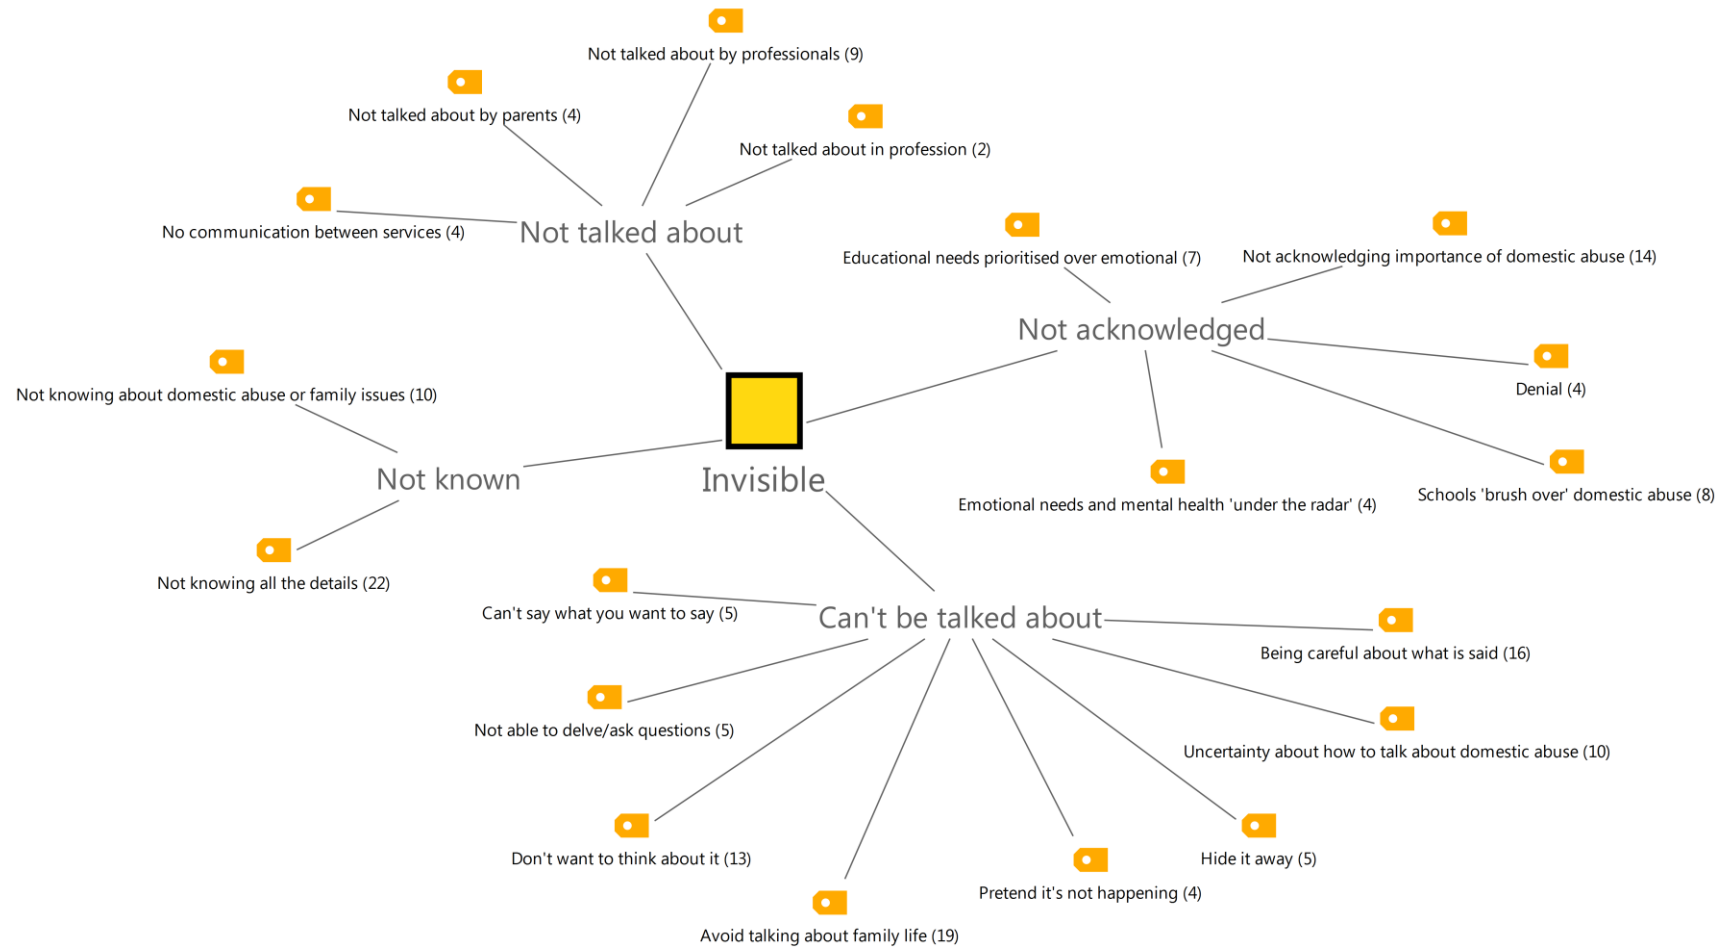 Not talked about by professionals (9)
Not talked about by parents (4)
Not talked about in profession (2)
No communication between services (4)
Not talked about
Educational needs prioritised over emotional (7)
Not acknowledging importance of domestic abuse (14)
Not acknowledged
Denial (4)
Not knowing about domestic abuse or family issues (10)
Not known
Invisible
Schools 'brush over' domestic abuse (8)
Emotional needs and mental health 'under the radar' (4)
Not knowing all the details (22)
Can't say what you want to say (5)
Can't be talked about
Being careful about what is said (16)
Not able to delve/ask questions (5)
Uncertainty about how to talk about domestic abuse (10)
Don't want to think about it (13)
Hide it away (5)
Pretend it's not happening (4)
Avoid talking about family life (19)